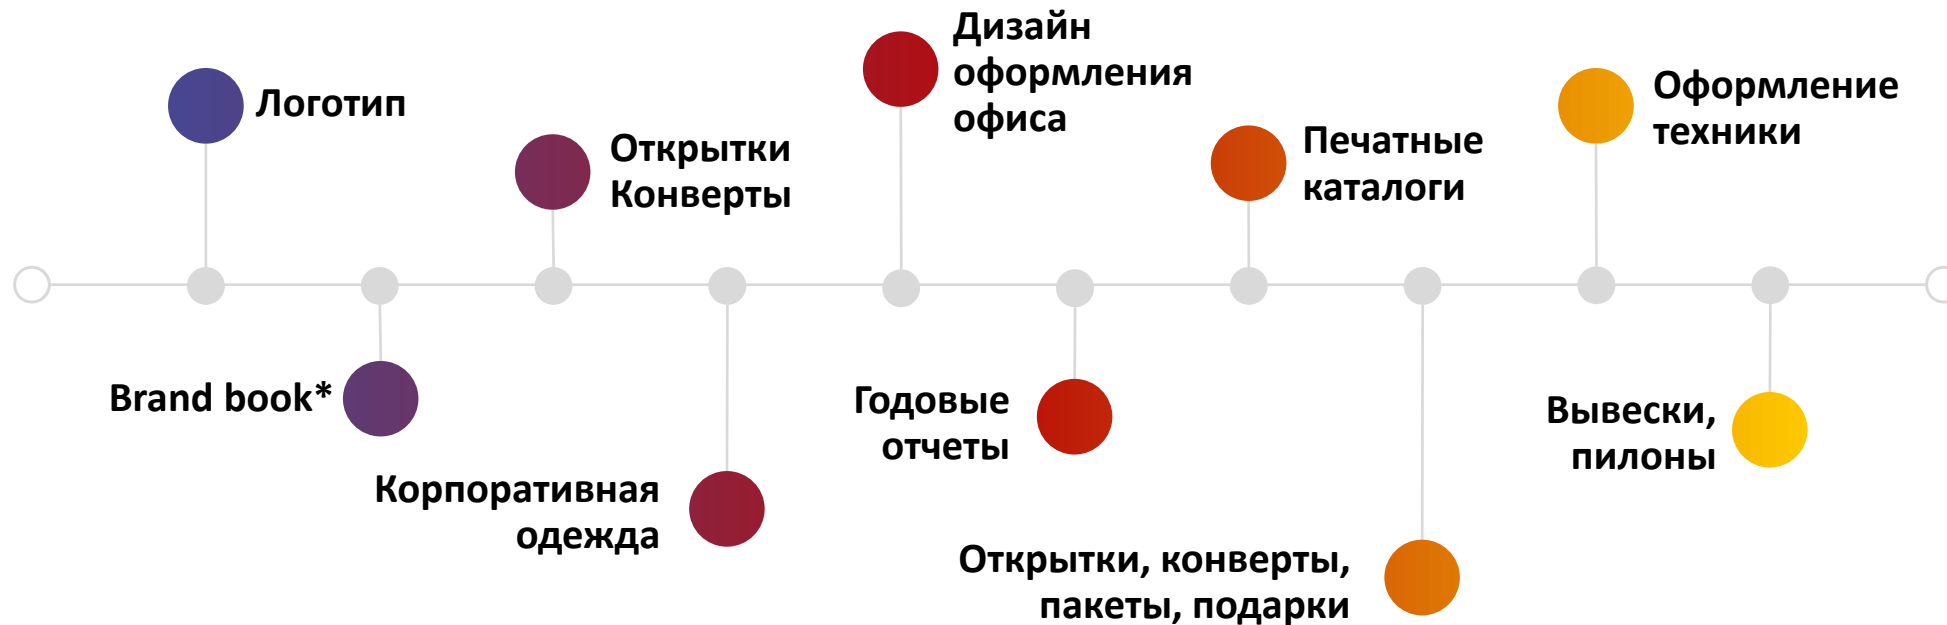 Логотип
Brand book*
Открытки
Конверты
Корпоративная
одежда
Дизайн
оформления
офиса
Годовые
отчеты
Печатные
каталоги
Открытки, конверты,
пакеты, подарки
Оформление
техники
Вывески,
пилоны